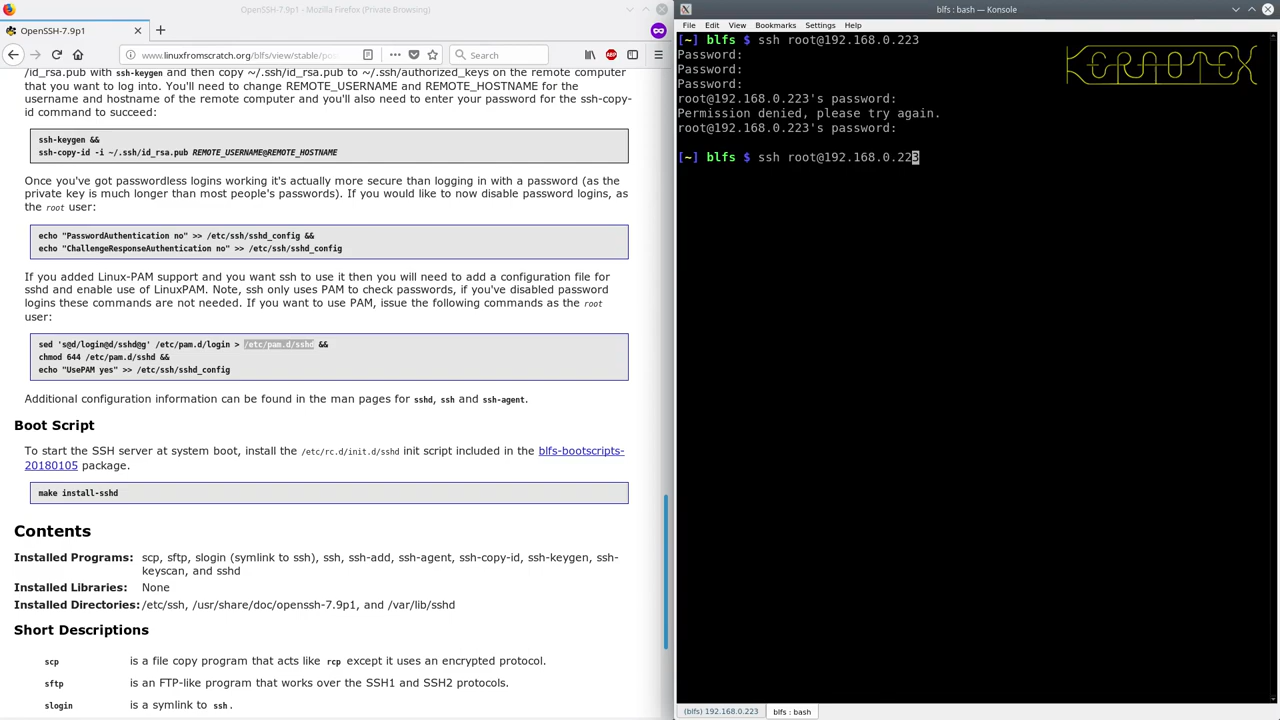 OpenSSH-7.9p1 - Mozilla Firefox (Private Browsing)
OpenSSH-7.9p1
www.linuxfromscratch.org/blfs/view/stable/pos
Search
/id_rsa.pub with ssh-keygen and then copy ~/.ssh/id_rsa.pub to ~/.ssh/authorized_keys on the remote computer
that you want to log into. You'll need to change REMOTE_USERNAME and REMOTE_HOSTNAME for the
username and hostname of the remote computer and you'll also need to enter your password for the ssh-copy-
id command to succeed:
ssh-keygen &&
ssh-copy-id -i ~/.ssh/id_rsa.pub REMOTE_USERNAME@REMOTE_HOSTNAME
Once you've got passwordless logins working it's actually more secure than logging in with a password (as the
private key is much longer than most people's passwords). If you would like to now disable password logins, as
the root user:
echo "PasswordAuthentication no" >> /etc/ssh/sshd_config &&
echo "ChallengeResponseAuthentication no" >> /etc/ssh/sshd_config
If you added Linux-PAM support and you want ssh to use it then you will need to add a configuration file for
sshd and enable use of LinuxPAM. Note, ssh only uses PAM to check passwords, if you've disabled password
logins these commands are not needed. If you want to use PAM, issue the following commands as the root
user:
sed 's@d/login@d/sshd@g' /etc/pam.d/login > /etc/pam.d/sshd &&
chmod 644 /etc/pam.d/sshd &&
echo "UsePAM yes" >> /etc/ssh/sshd_config
Additional configuration information can be found in the man pages for sshd, ssh and ssh-agent.
Boot Script
To start the SSH server at system boot, install the /etc/rc.d/init.d/sshd init script included in the blfs-bootscripts-
20180105 package.
make install-sshd
Contents
Installed Programs: scp, sftp, slogin (symlink to ssh), ssh, ssh-add, ssh-agent, ssh-copy-id, ssh-keygen, ssh-
keyscan, and sshd
Installed Libraries: None
Installed Directories: /etc/ssh, /usr/share/doc/openssh-7.9p1, and /var/lib/sshd
Short Descriptions
scp is a file copy program that acts like rcp except it uses an encrypted protocol.
sftp is an FTP-like program that works over the SSH1 and SSH2 protocols.
slogin is a symlink to ssh.
blfs : bash — Konsole
File Edit View Bookmarks Settings Help
[~] blfs $ ssh root@192.168.0.223
Password:
Password:
Password:
root@192.168.0.223's password:
Permission denied, please try again.
root@192.168.0.223's password:
[~] blfs $ ssh root@192.168.0.223
(blfs) 192.168.0.223
blfs : bash